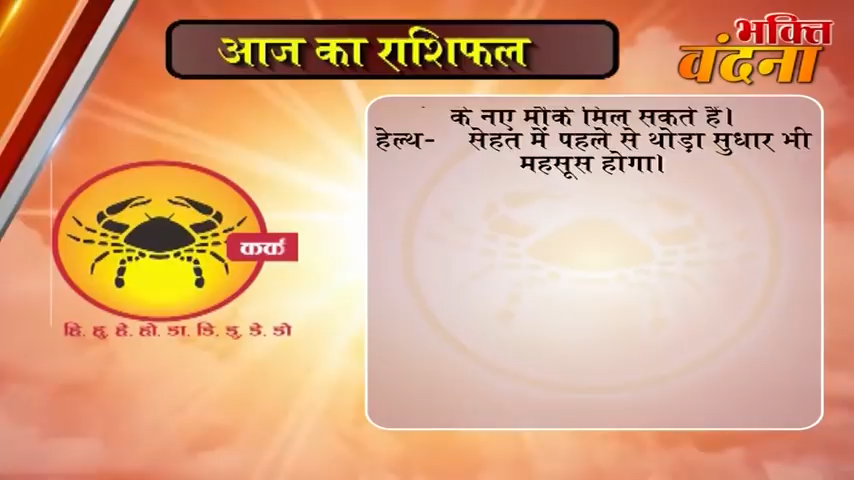 आज का राशिफल
भक्ति
वंदना
के नए मौके मिल सकते हैं।
हेल्थ- सेहत में पहले से थोड़ा सुधार भी
महसूस होगा।
कर्क
हि. हु. हे. हो. डा. डि. डु. डै. डो